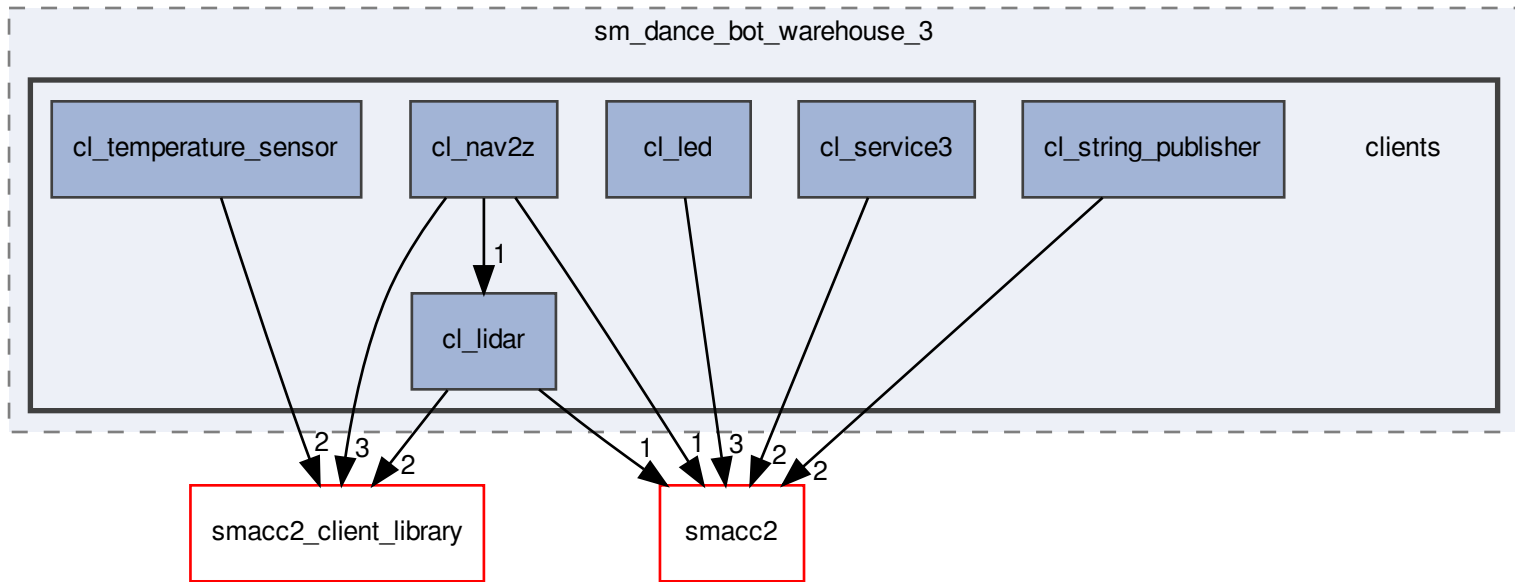 sm_dance_bot_warehouse_3
cl_temperature_sensor
cl_nav2z
cl_led
cl_service3
cl_string_publisher
clients
1
cl_lidar
2
3
2
1
1
3
2
2
smacc2_client_library
smacc2